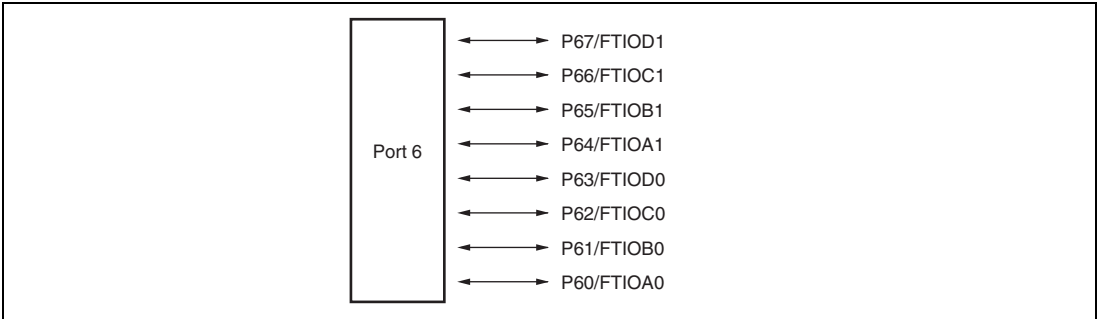 P67/FTIOD1
P66/FTIOC1
P65/FTIOB1
P64/FTIOA1
Port 6
P63/FTIOD0
P62/FTIOC0
P61/FTIOB0
P60/FTIOA0